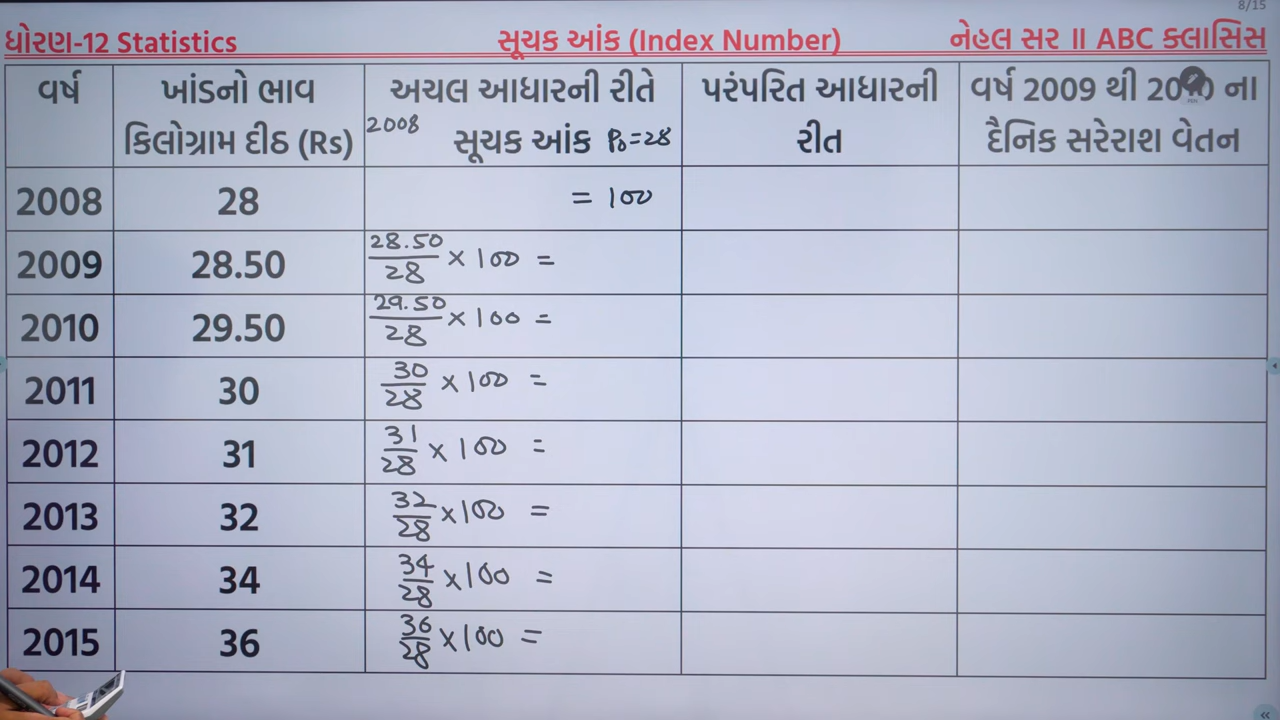 8/15
ધોરણ-12 Statistics સૂચક આંક (Index Number) નેહલ સર || ABC ક્લાસિસ
વર્ષ ખાંડનો ભાવ કિલોગ્રામ દીઠ (Rs) અચલ આધારની રીતે સૂચક આંક 2008 P₀=28 પરંપરિત આધારની રીત વર્ષ 2009 થી ના દૈનિક સરેરાશ વેતન
2008 28 = 100
2009 28.50 28.50/28 × 100 =
2010 29.50 29.50/28 × 100 =
2011 30 30/28 × 100 =
2012 31 31/28 × 100 =
2013 32 32/28 × 100 =
2014 34 34/28 × 100 =
2015 36 36/28 × 100 =